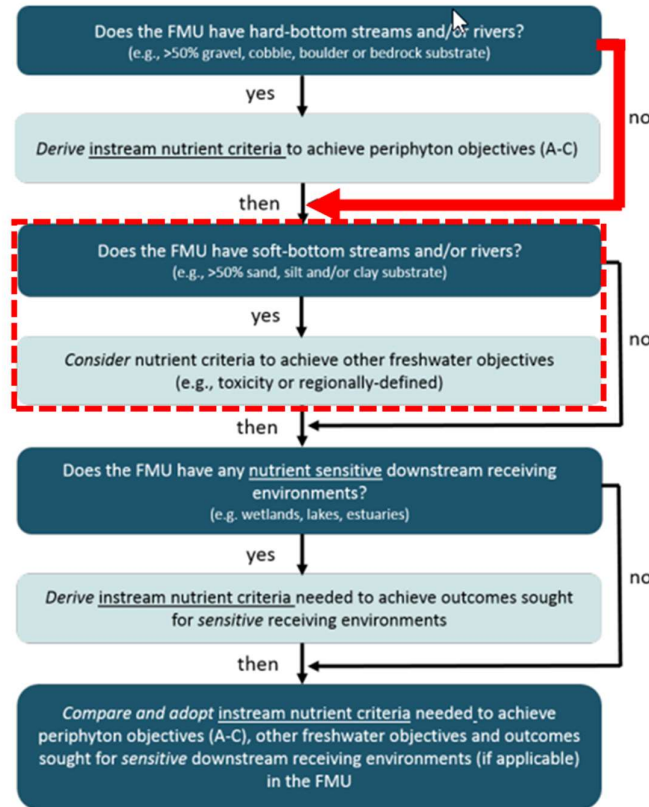 Does the FMU have hard-bottom streams and/or rivers?
(e.g., >50% gravel, cobble, boulder or bedrock substrate)
no
yes
Derive instream nutrient criteria to achieve periphyton objectives (A-C)
then
Does the FMU have soft-bottom streams and/or rivers?
(e.g., >50% sand, silt and/or clay substrate)
no
yes
Consider nutrient criteria to achieve other freshwater objectives
(e.g., toxicity or regionally-defined)
then
Does the FMU have any nutrient sensitive downstream receiving
environments?
(e.g. wetlands, lakes, estuaries)
no
yes
Derive instream nutrient criteria needed to achieve outcomes sought
for sensitive receiving environments
then
Compare and adopt instream nutrient criteria needed to achieve
periphyton objectives (A-C), other freshwater objectives and outcomes
sought for sensitive downstream receiving environments (if applicable)
in the FMU